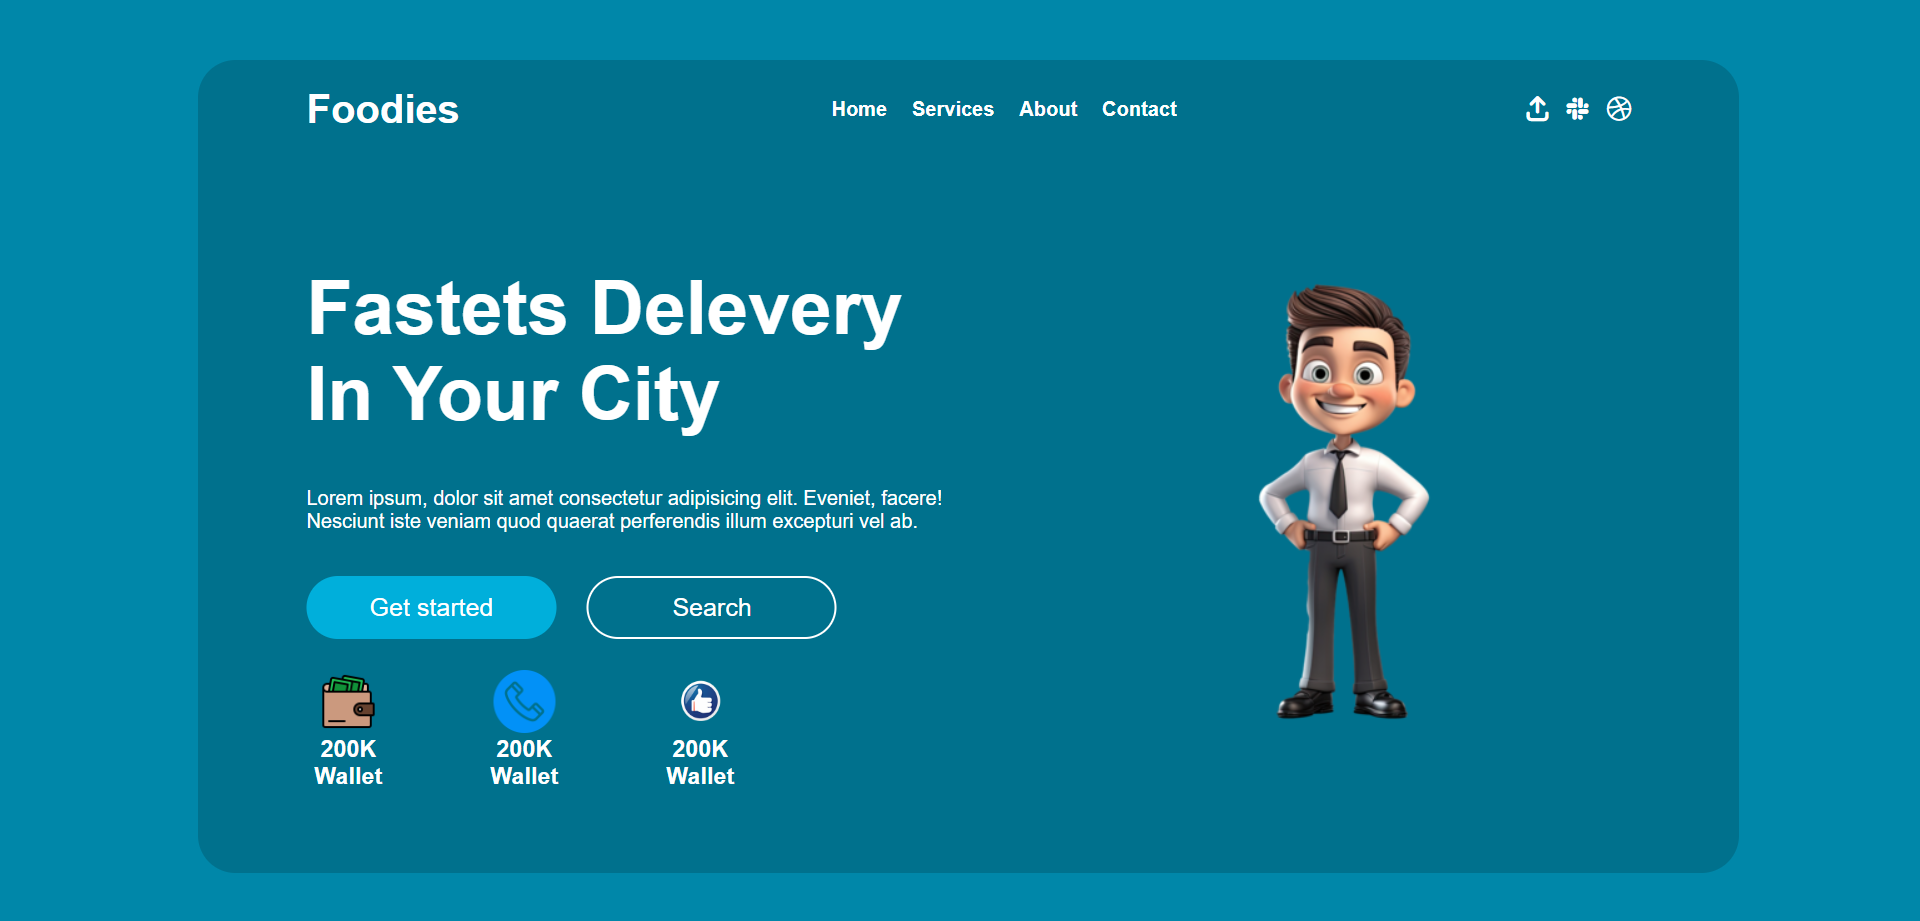 Foodies
Home Services About Contact
Fastets Delevery
In Your City
Lorem ipsum, dolor sit amet consectetur adipisicing elit. Eveniet, facere!
Nesciunt iste veniam quod quaerat perferendis illum excepturi vel ab.
Get started Search
200K 200K 200K
Wallet Wallet Wallet